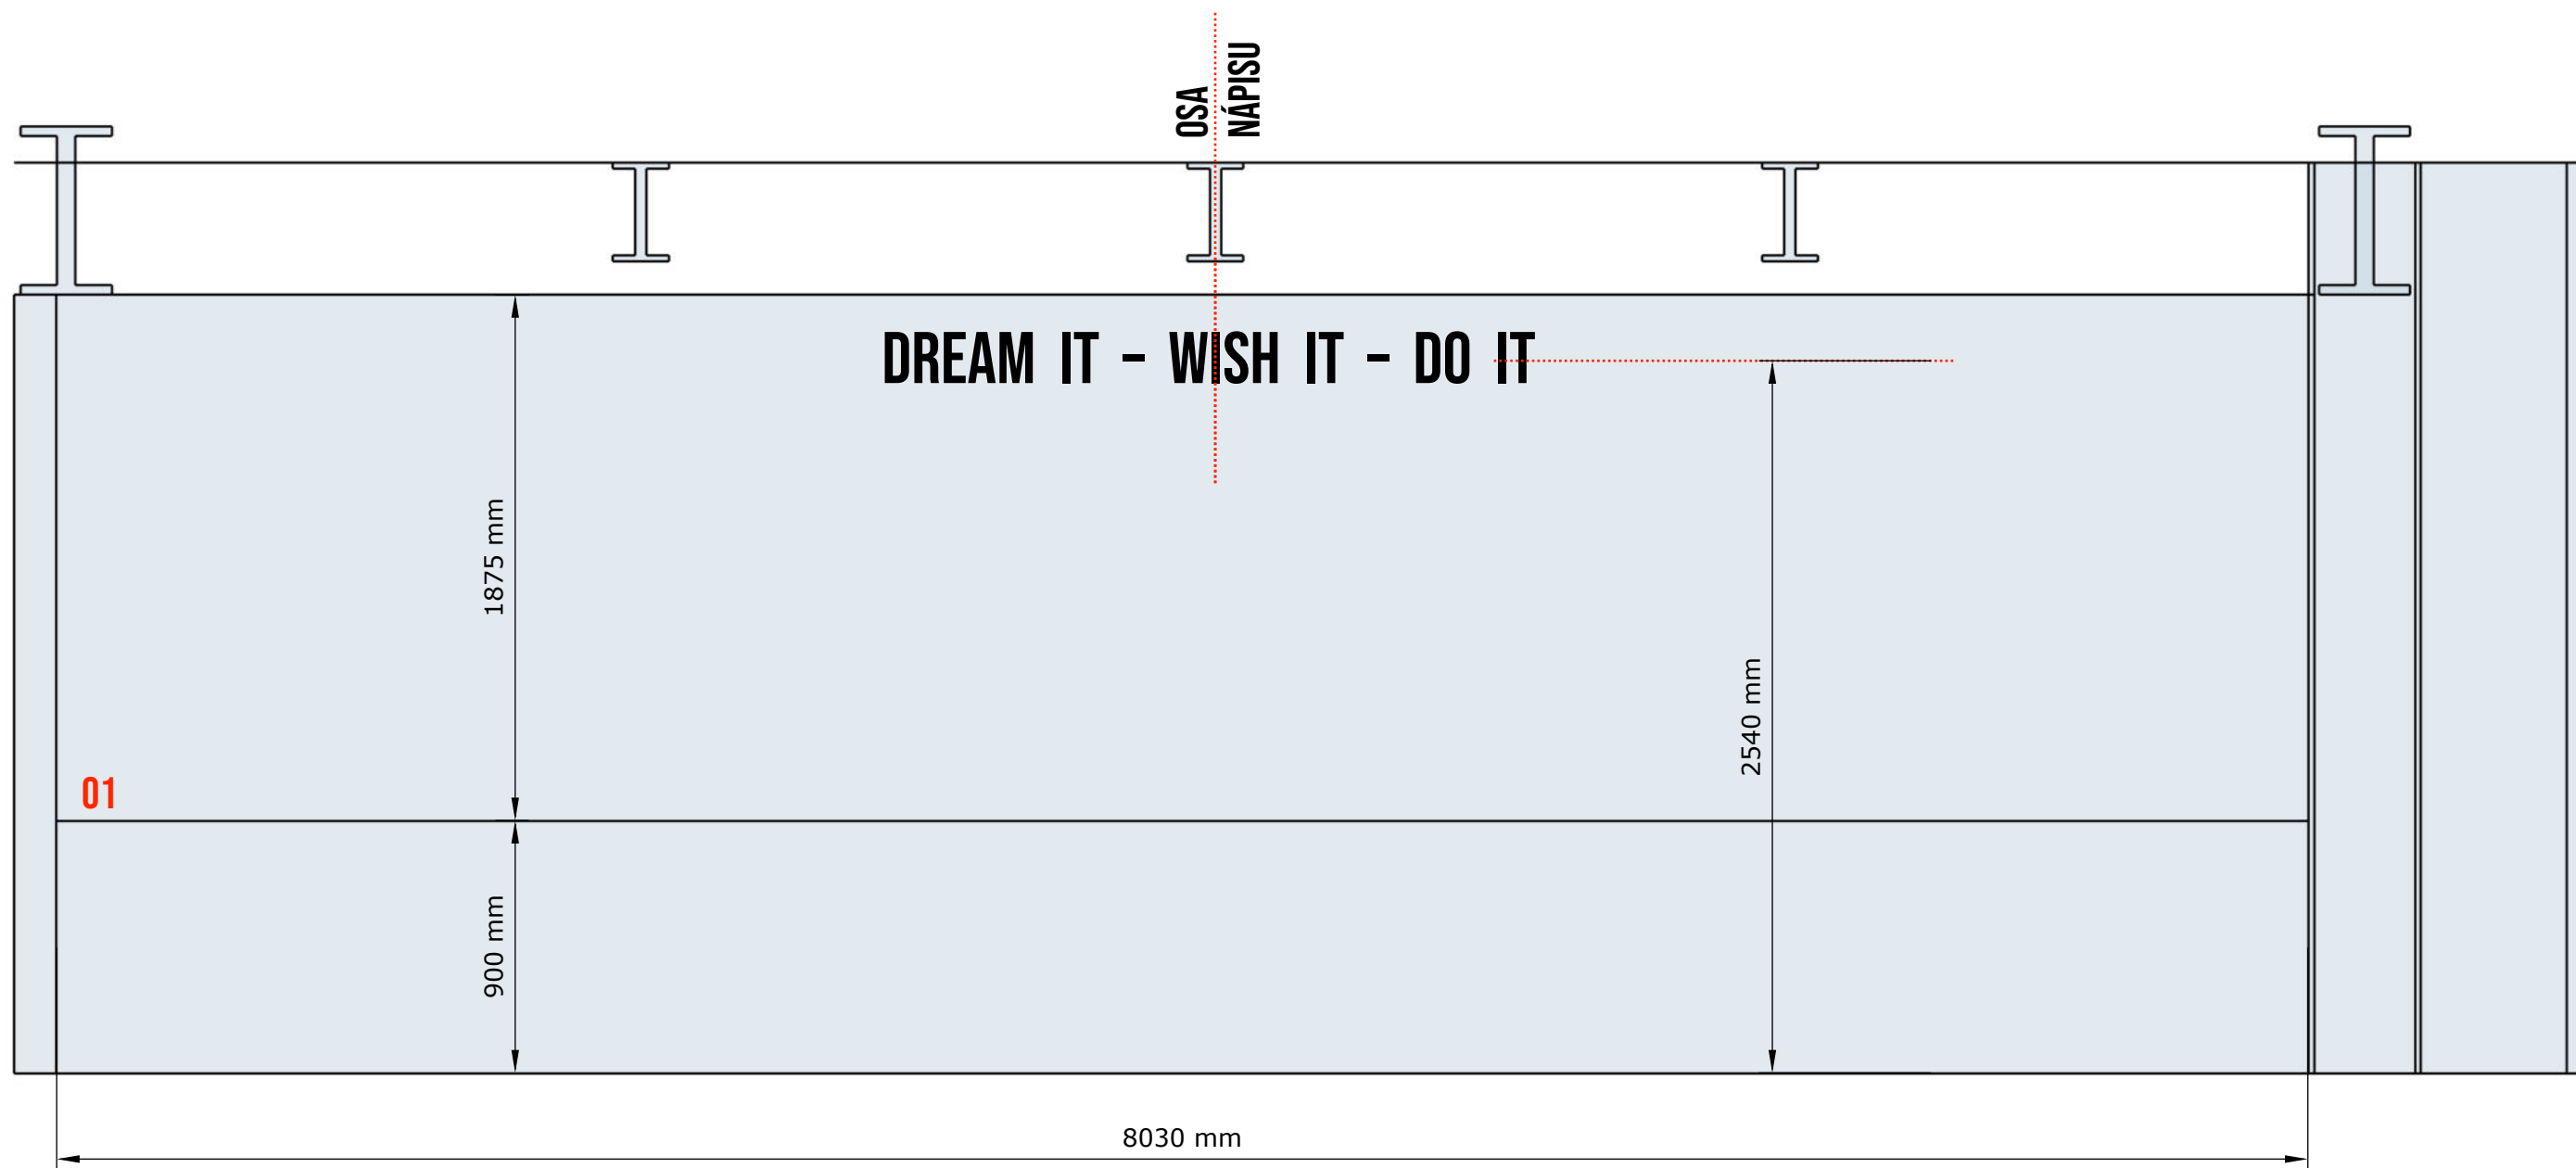 OSA
NÁPISU
DREAM IT – WISH IT – DO IT
1875 mm
2540 mm
01
900 mm
8030 mm